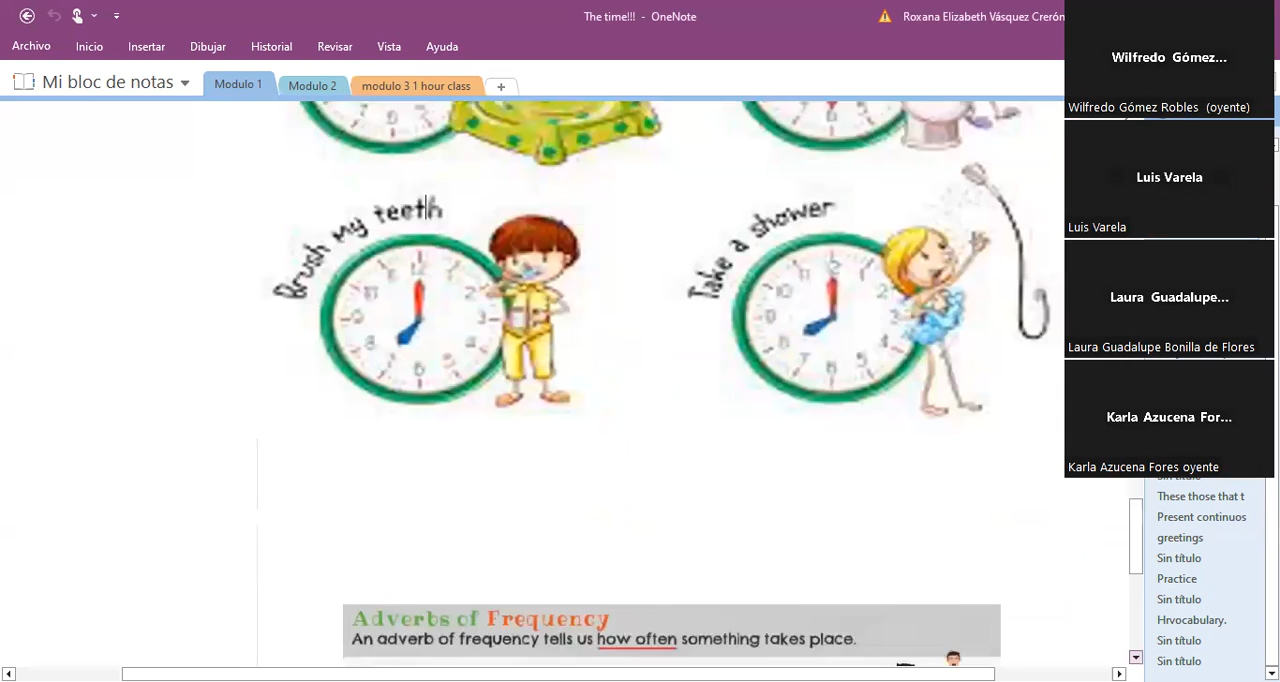 The time!!! - OneNote
Roxana Elizabeth Vásquez Crerón
Archivo
Inicio
Insertar
Dibujar
Historial
Revisar
Vista
Ayuda
Mi bloc de notas
Modulo 1
Modulo 2
modulo 3 1 hour class
+
Brush my teeth
Take a shower
Adverbs of Frequency
An adverb of frequency tells us how often something takes place.
Wilfredo Gómez...
Wilfredo Gómez Robles (oyente)
Luis Varela
Luis Varela
Laura Guadalupe...
Laura Guadalupe Bonilla de Flores
Karla Azucena For...
Karla Azucena Fores oyente
Sin título
These those that t
Present continuos
greetings
Sin título
Practice
Sin título
Hrvocabulary.
Sin título
Sin título